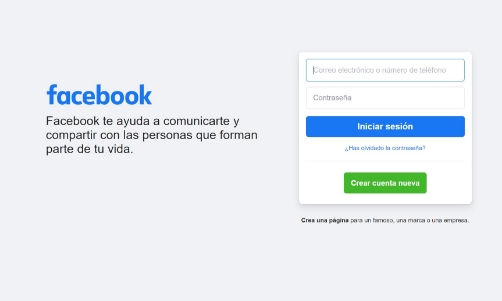 facebook
Facebook te ayuda a comunicarte y
compartir con las personas que forman
parte de tu vida.
Correo electrónico o número de teléfono
Contraseña
Iniciar sesión
¿Has olvidado la contraseña?
Crear cuenta nueva
Crea una página para un famoso, una marca o una empresa.